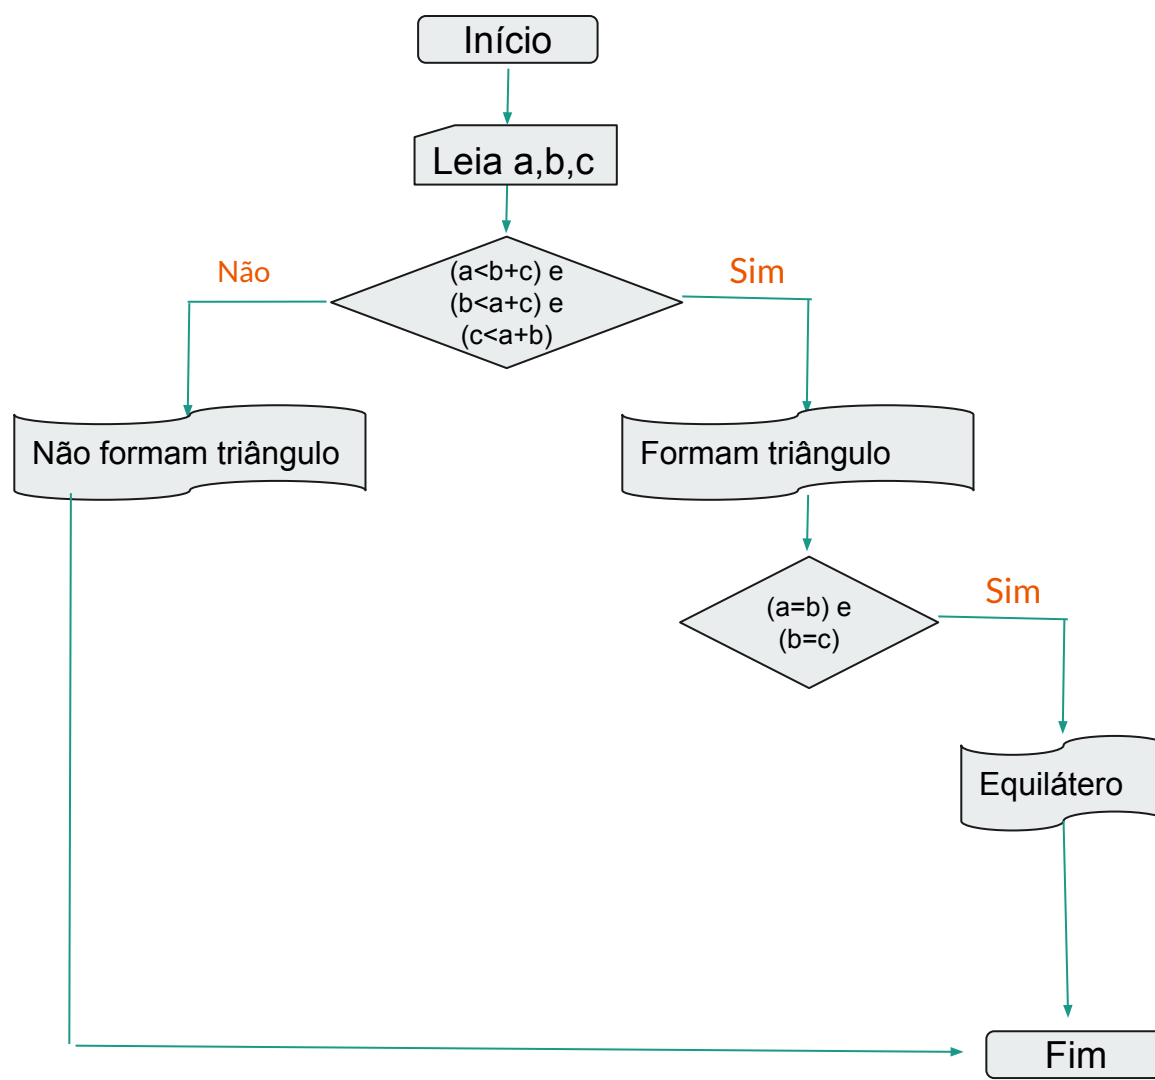 Início
Leia a,b,c
Não
Sim
(a<b+c) e
(b<a+c) e
(c<a+b)
Não formam triângulo
Formam triângulo
(a=b) e
(b=c)
Sim
Equilátero
Fim